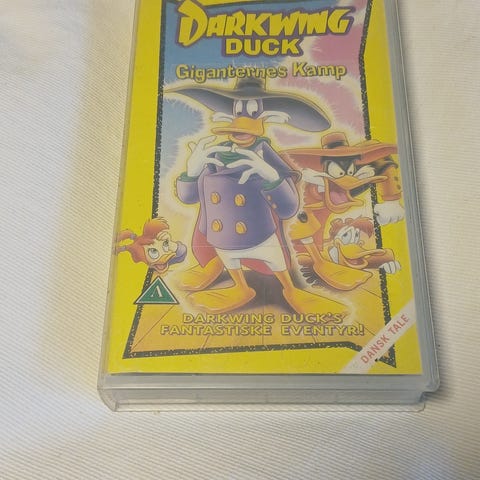 DARKWING
DUCK
Giganternes Kamp
A
DARKWING DUCK'S
FANTASTISKE EVENTYR!
DANSK TALE